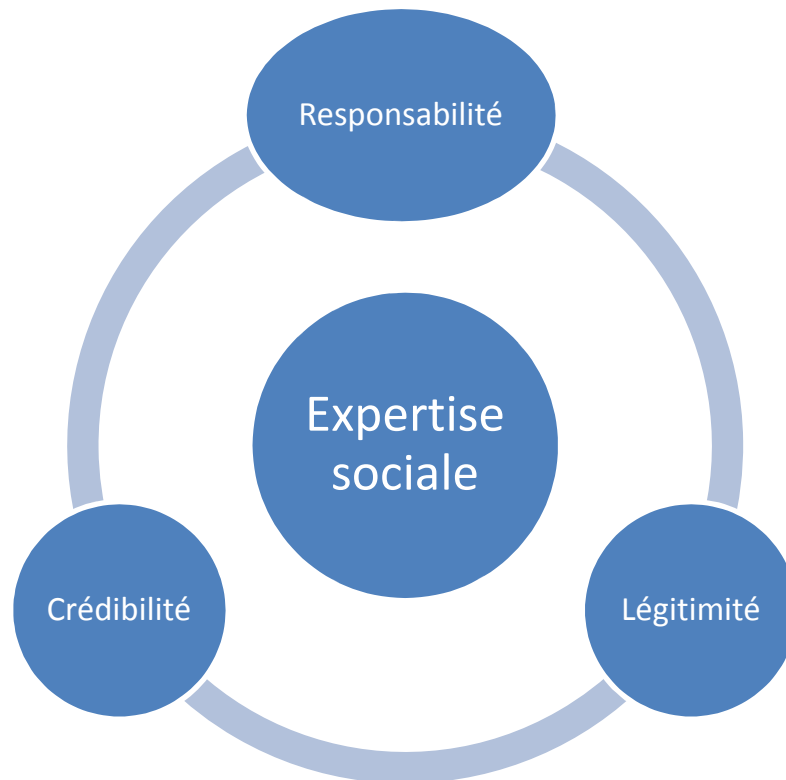 Responsabilité
Expertise
sociale
Crédibilité
Légitimité